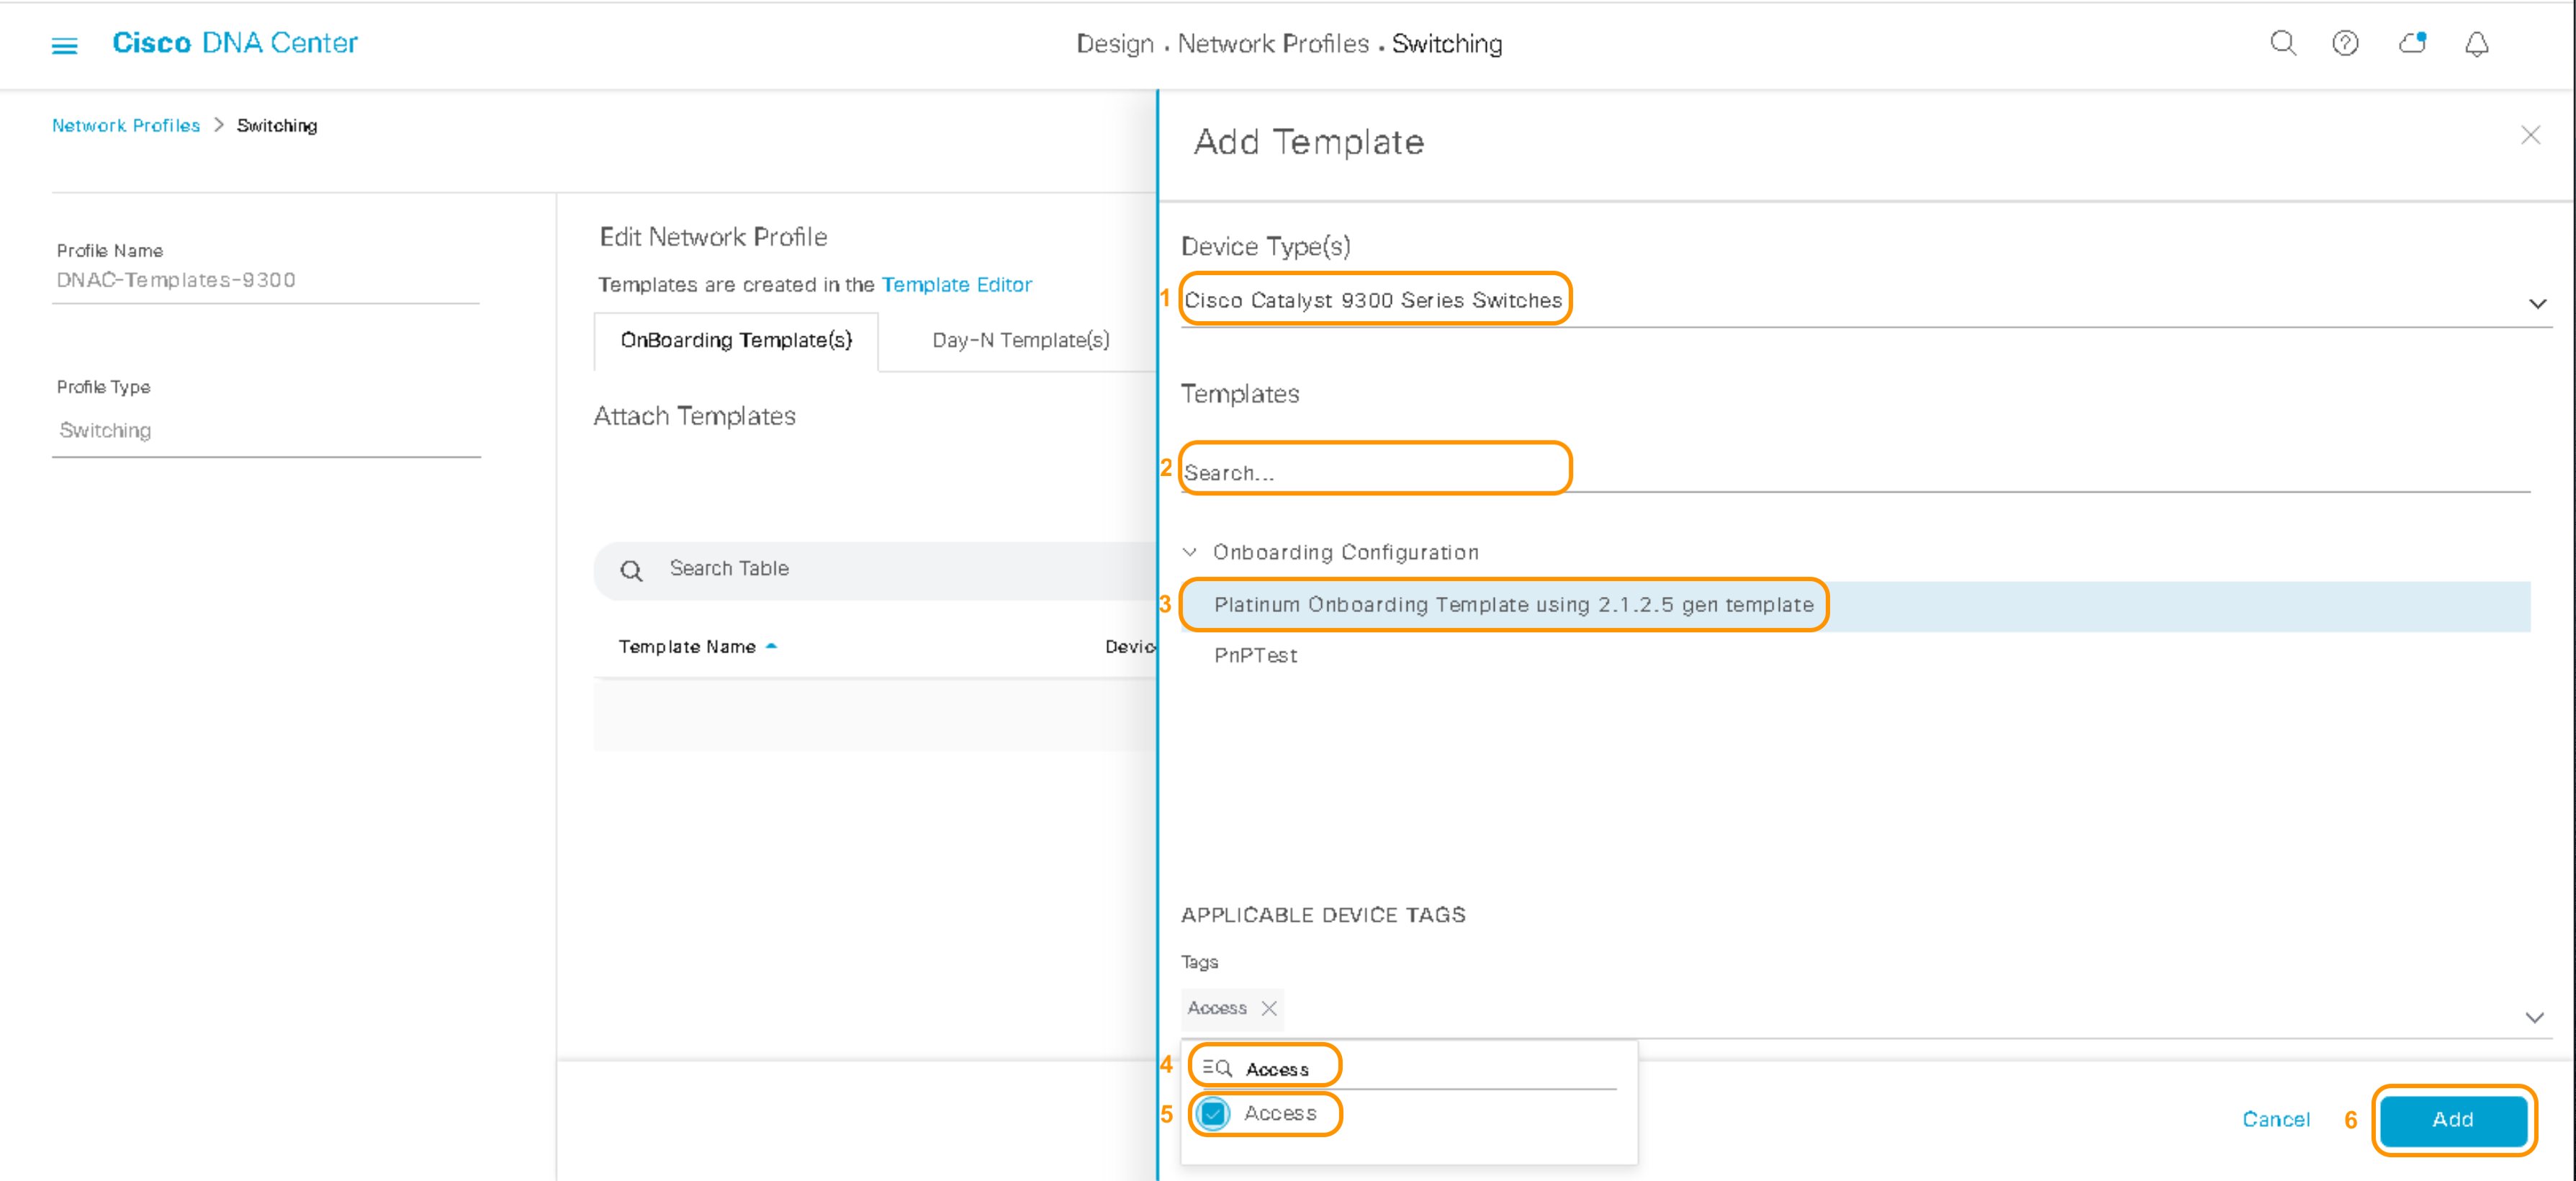 Cisco DNA Center
Design • Network Profiles • Switching
Network Profiles > Switching
Profile Name
DNAC-Templates-9300
Profile Type
Switching
Edit Network Profile
Templates are created in the Template Editor
OnBoarding Template(s)
Day-N Template(s)
Attach Templates
Search Table
Template Name
Devic
Add Template
Device Type(s)
1 Cisco Catalyst 9300 Series Switches
Templates
2 Search...
Onboarding Configuration
3 Platinum Onboarding Template using 2.1.2.5 gen template
PnPTest
APPLICABLE DEVICE TAGS
Tags
Access
4 Access
5 Access
Cancel
6 Add